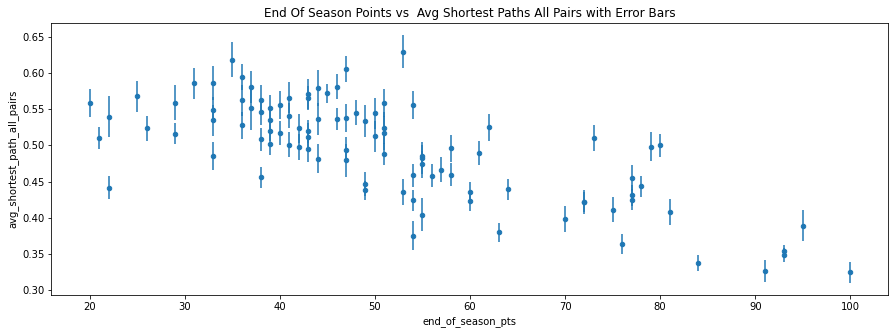 End Of Season Points vs  Avg Shortest Paths All Pairs with Error Bars
avg_shortest_path_all_pairs
0.65
0.60
0.55
0.50
0.45
0.40
0.35
0.30
20 30 40 50 60 70 80 90 100
end_of_season_pts